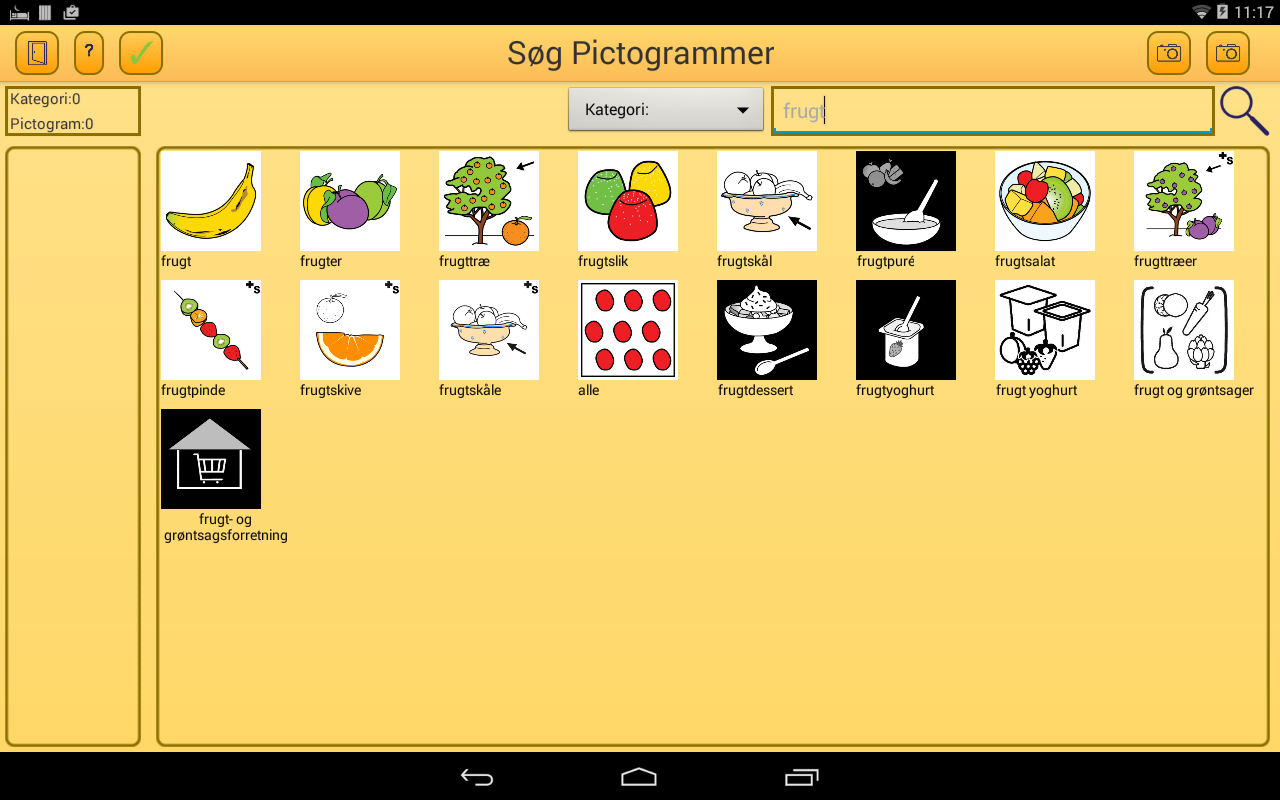 11:17
?
Søg Pictogrammer
Kategori:0
Pictogram:0
Kategori:
frugt
frugt
frugter
frugttræ
frugtslik
frugtskål
frugtpuré
frugtsalat
+s
frugttræer
+s
frugtpinde
+s
frugtskive
+s
frugtskåle
alle
frugtdessert
frugtyoghurt
frugt yoghurt
frugt og grøntsager
frugt- og
grøntsagsforretning